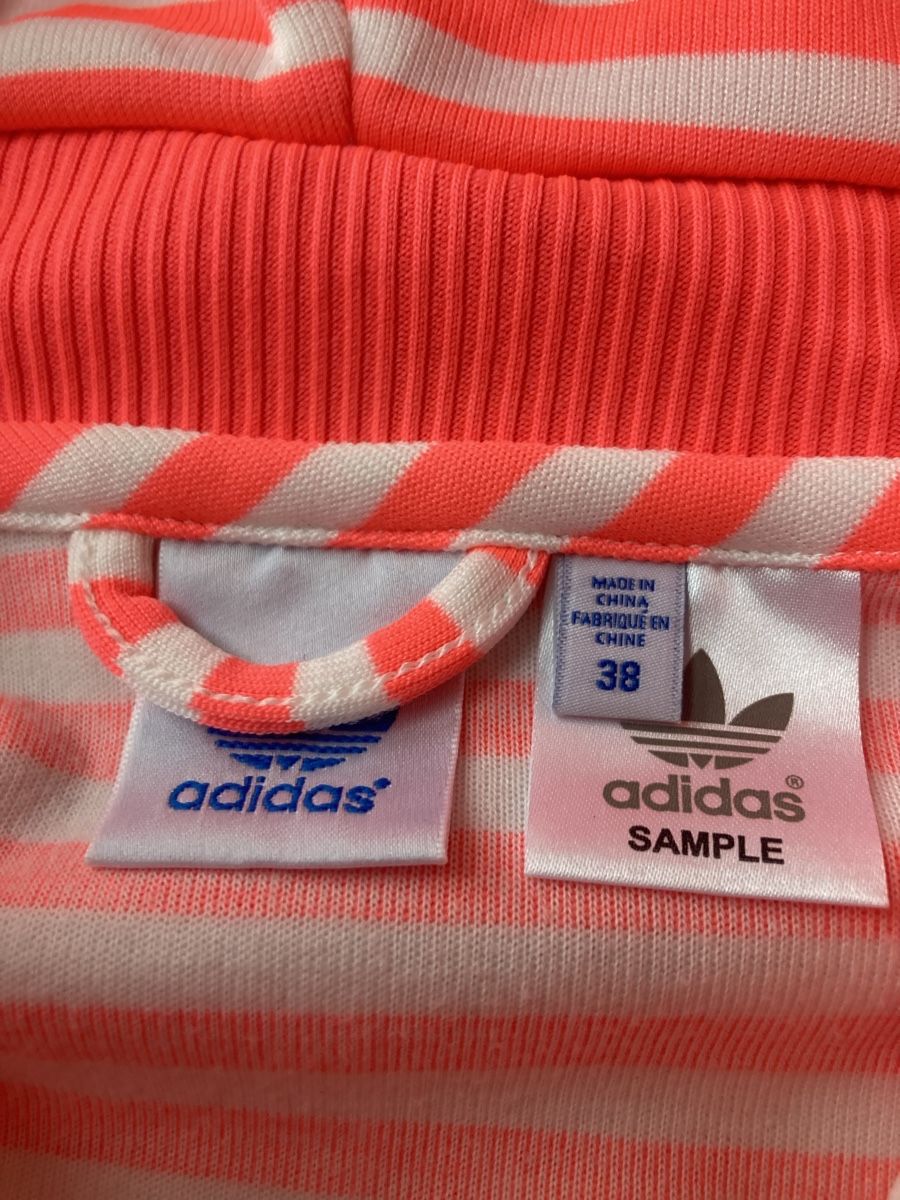 MADE IN
CHINA
FABRIQUÉ EN
CHINE
38
adidas
adidas®
SAMPLE